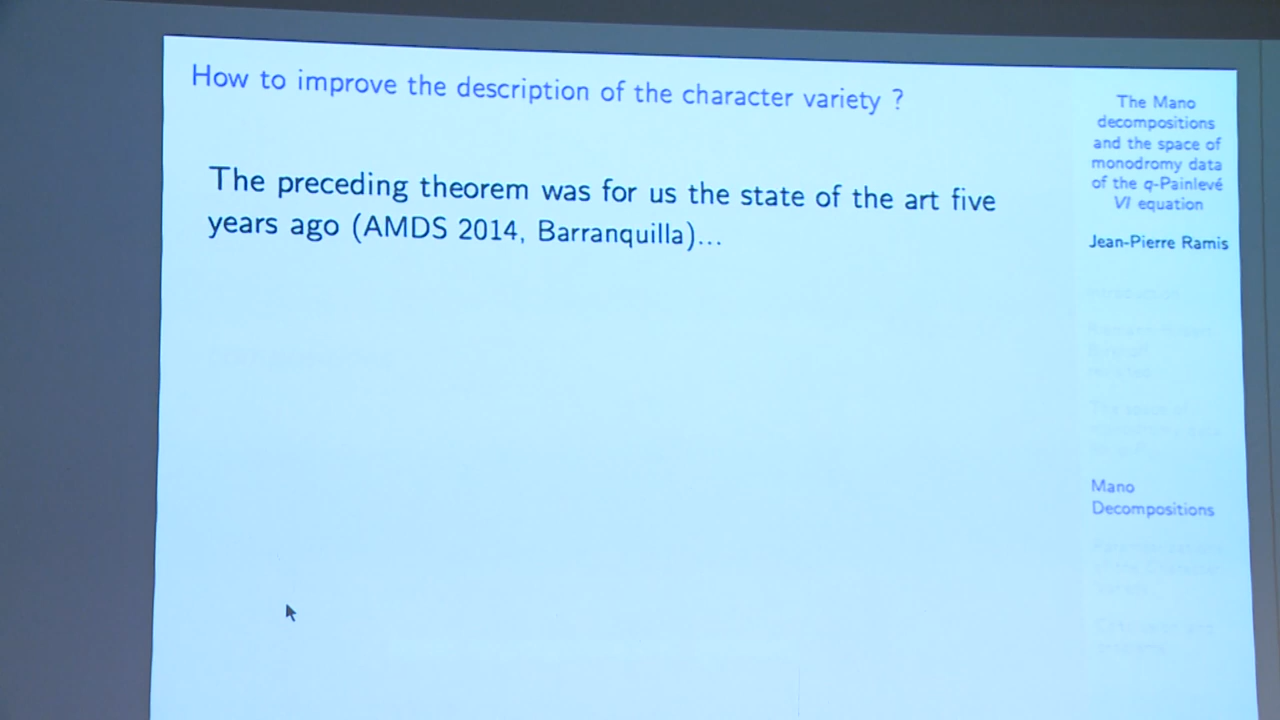 How to improve the description of the character variety ?
The preceding theorem was for us the state of the art five
years ago (AMDS 2014, Barranquilla)...
The Mano
decompositions
and the space of
monodromy data
of the q-Painlevé
VI equation
Jean-Pierre Ramis
Mano
Decompositions